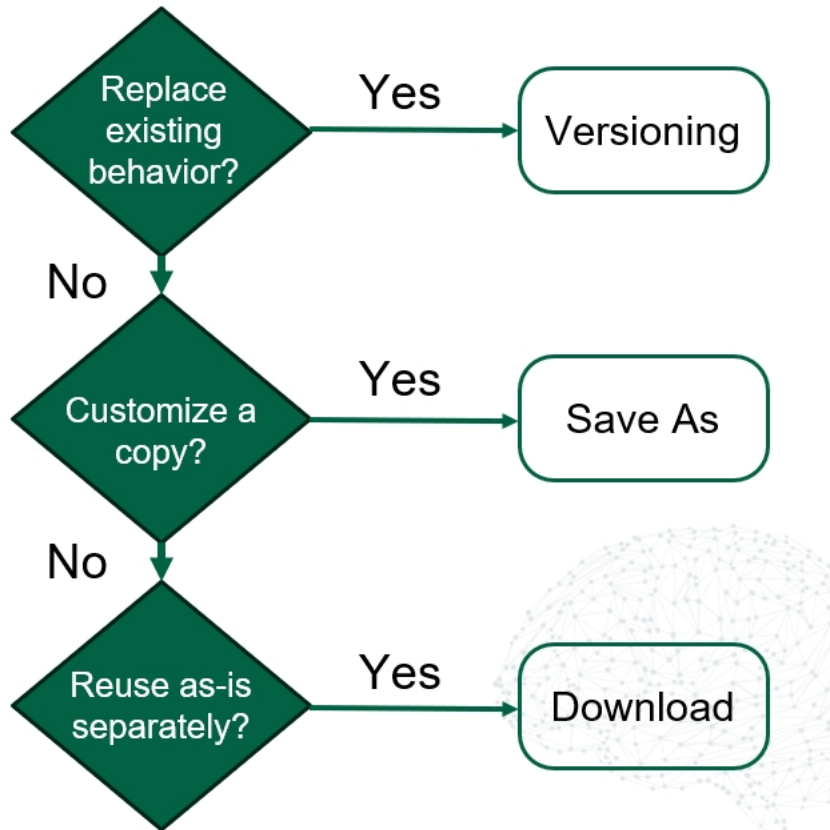 Replace
existing
behavior?
Yes
Versioning
No
Customize a
copy?
Yes
Save As
No
Reuse as-is
separately?
Yes
Download